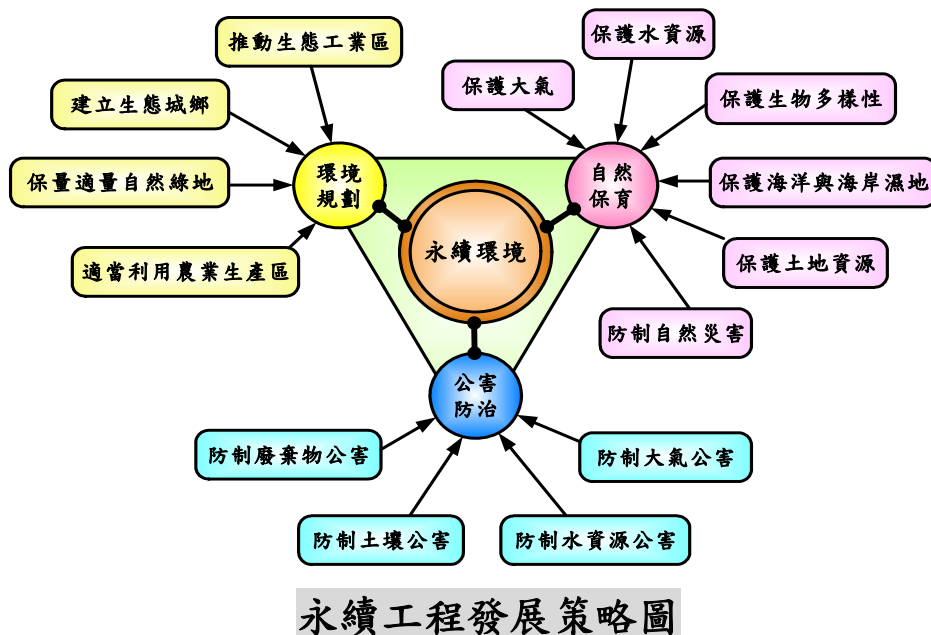 推動生態工業區
建立生態城鄉
保量適量自然綠地
適當利用農業生產區
環境
規劃
保護水資源
保護大氣
保護生物多樣性
保護海洋與海岸濕地
保護土地資源
防制自然災害
自然
保育
永續環境
公害
防治
防制廢棄物公害
防制大氣公害
防制土壤公害
防制水資源公害
永續工程發展策略圖